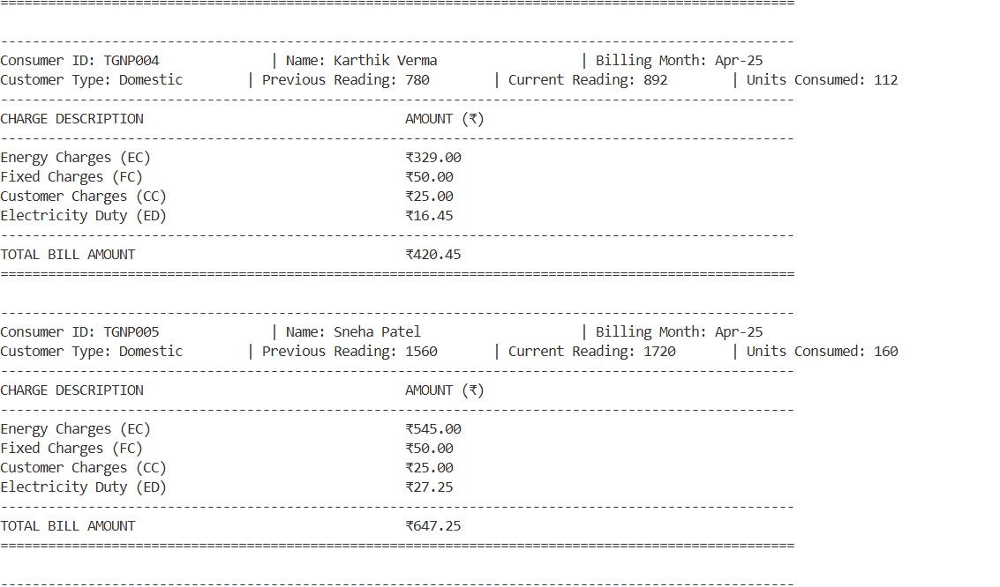 ====================================================================================================
----------------------------------------------------------------------------------------------------
Consumer ID: TGNP004              | Name: Karthik Verma                  | Billing Month: Apr-25
Customer Type: Domestic        | Previous Reading: 780        | Current Reading: 892        | Units Consumed: 112
----------------------------------------------------------------------------------------------------
CHARGE DESCRIPTION                                 AMOUNT (₹)
----------------------------------------------------------------------------------------------------
Energy Charges (EC)                                ₹329.00
Fixed Charges (FC)                                 ₹50.00
Customer Charges (CC)                              ₹25.00
Electricity Duty (ED)                              ₹16.45
----------------------------------------------------------------------------------------------------
TOTAL BILL AMOUNT                                  ₹420.45
====================================================================================================
----------------------------------------------------------------------------------------------------
Consumer ID: TGNP005              | Name: Sneha Patel                    | Billing Month: Apr-25
Customer Type: Domestic        | Previous Reading: 1560       | Current Reading: 1720       | Units Consumed: 160
----------------------------------------------------------------------------------------------------
CHARGE DESCRIPTION                                 AMOUNT (₹)
----------------------------------------------------------------------------------------------------
Energy Charges (EC)                                ₹545.00
Fixed Charges (FC)                                 ₹50.00
Customer Charges (CC)                              ₹25.00
Electricity Duty (ED)                              ₹27.25
----------------------------------------------------------------------------------------------------
TOTAL BILL AMOUNT                                  ₹647.25
====================================================================================================
----------------------------------------------------------------------------------------------------